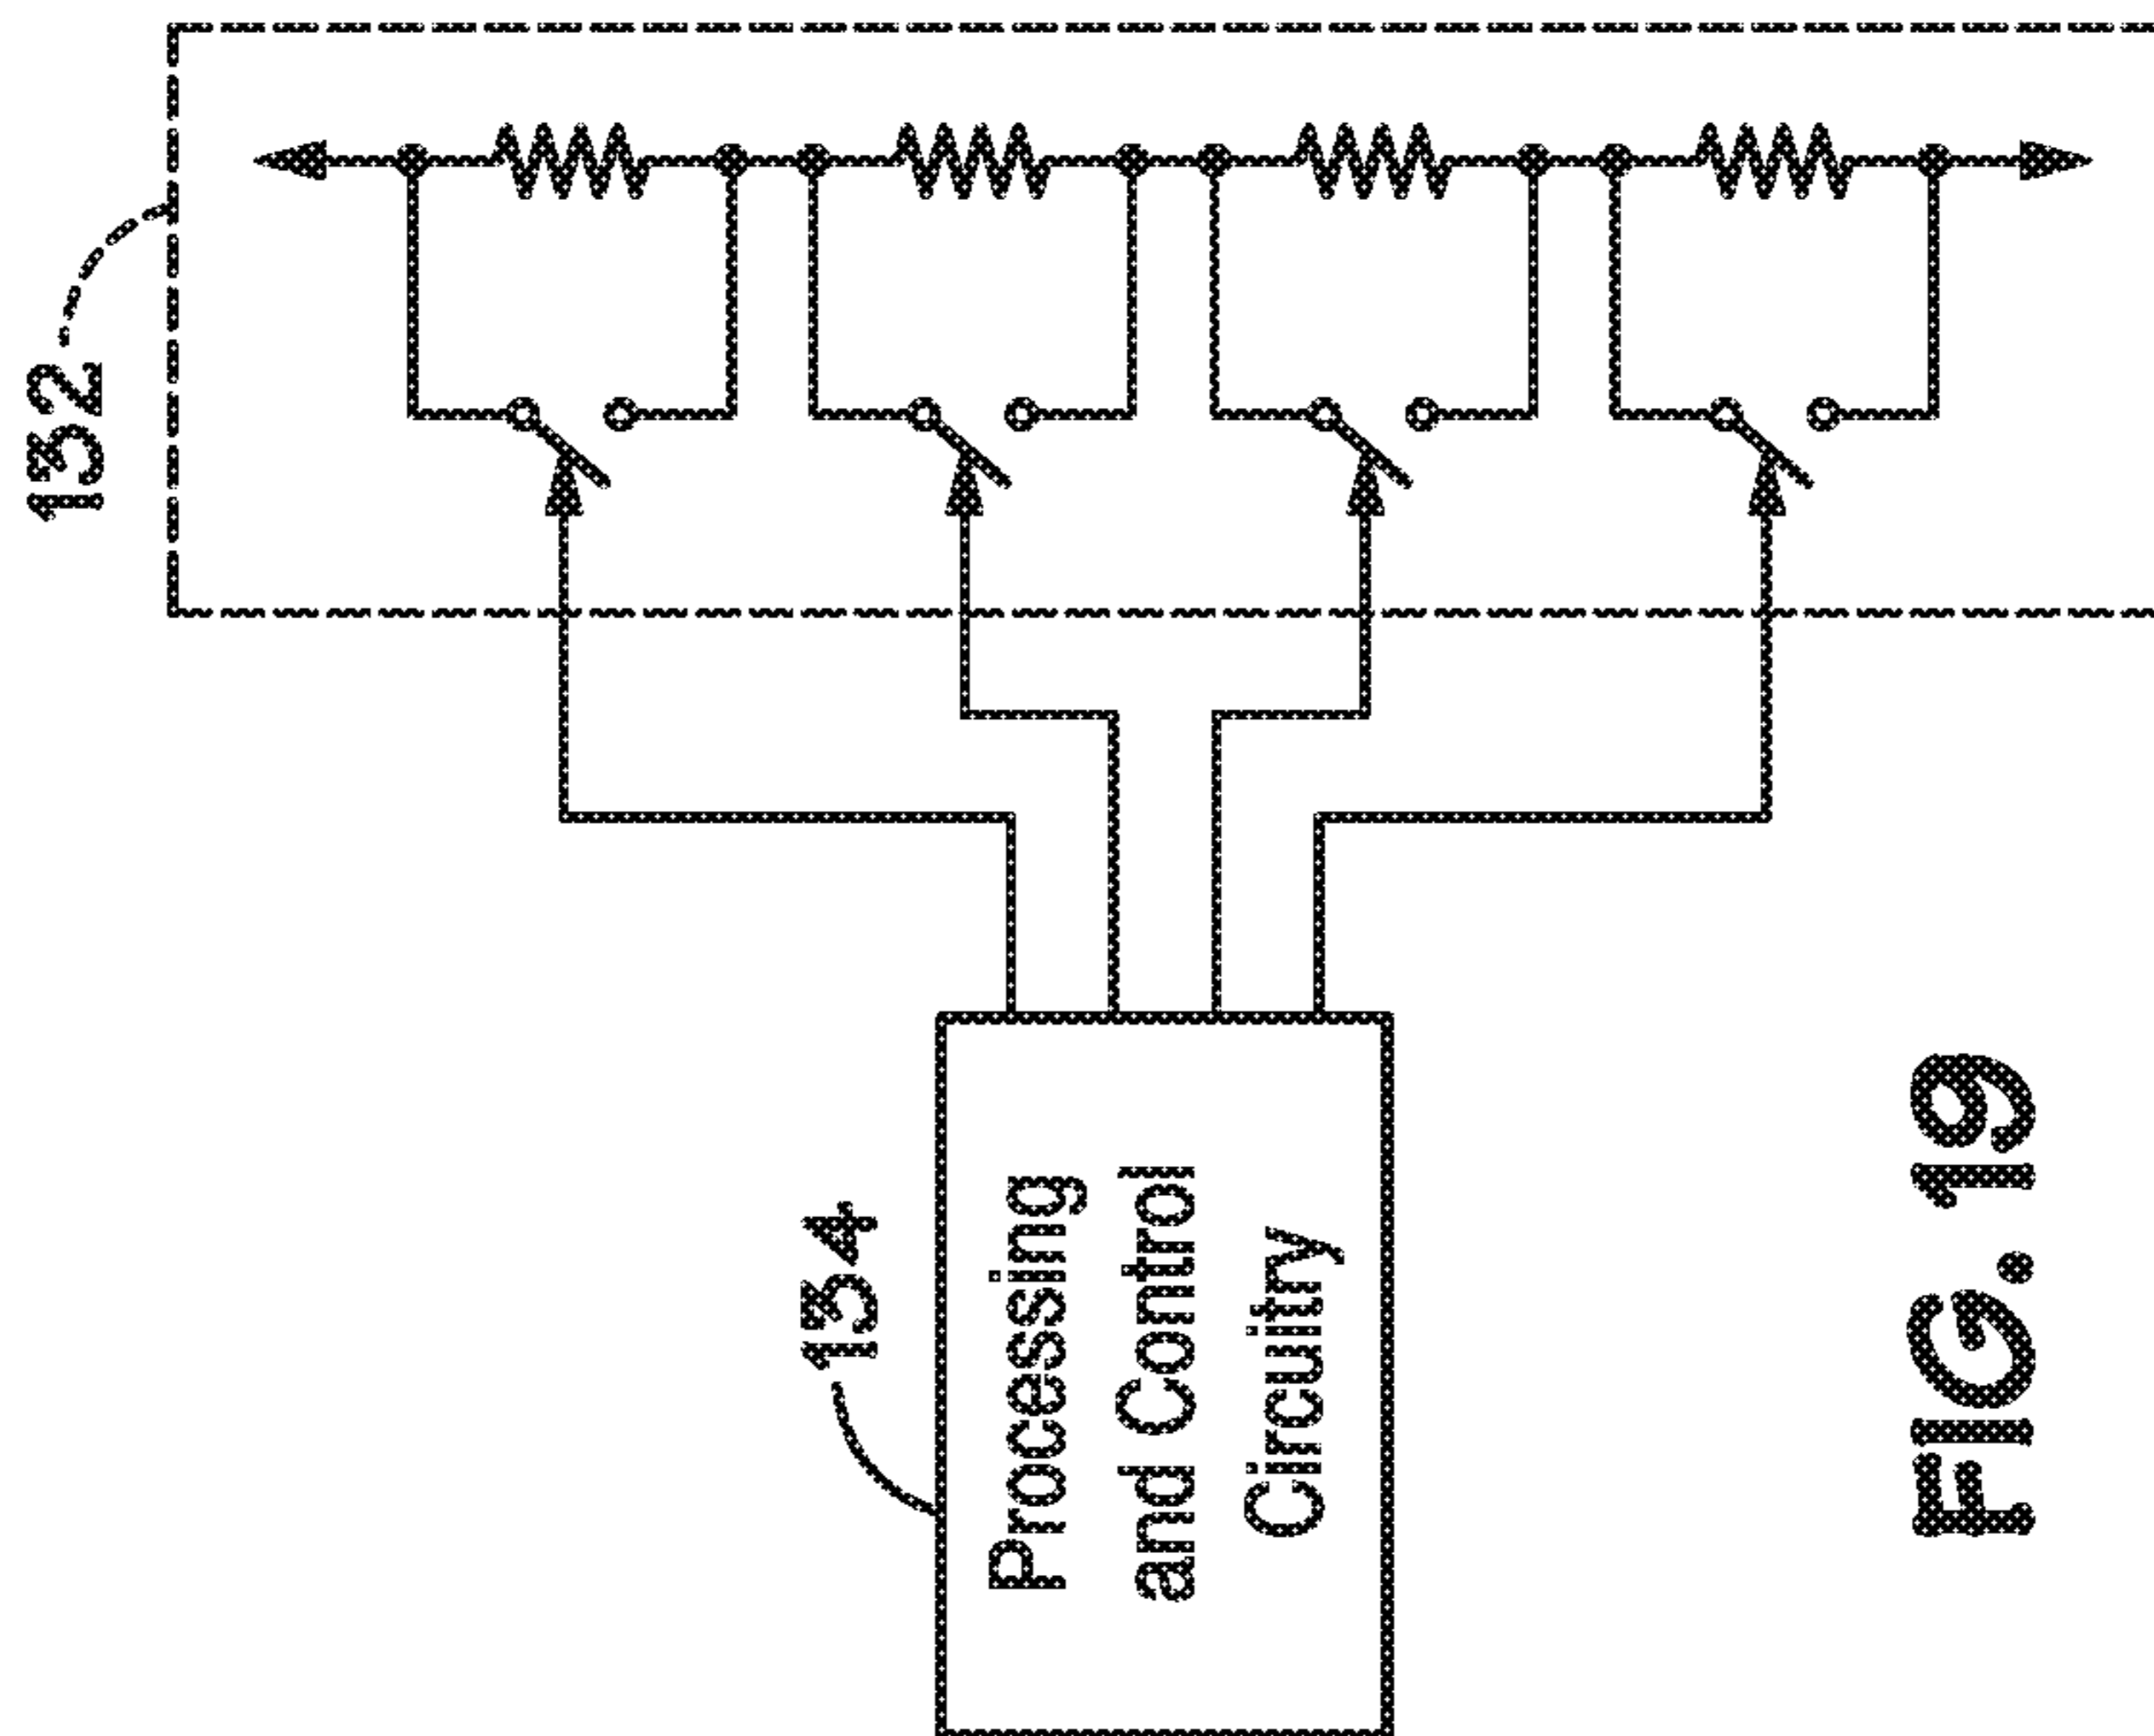 132
134
Processing
and Control
Circuitry
FIG. 19